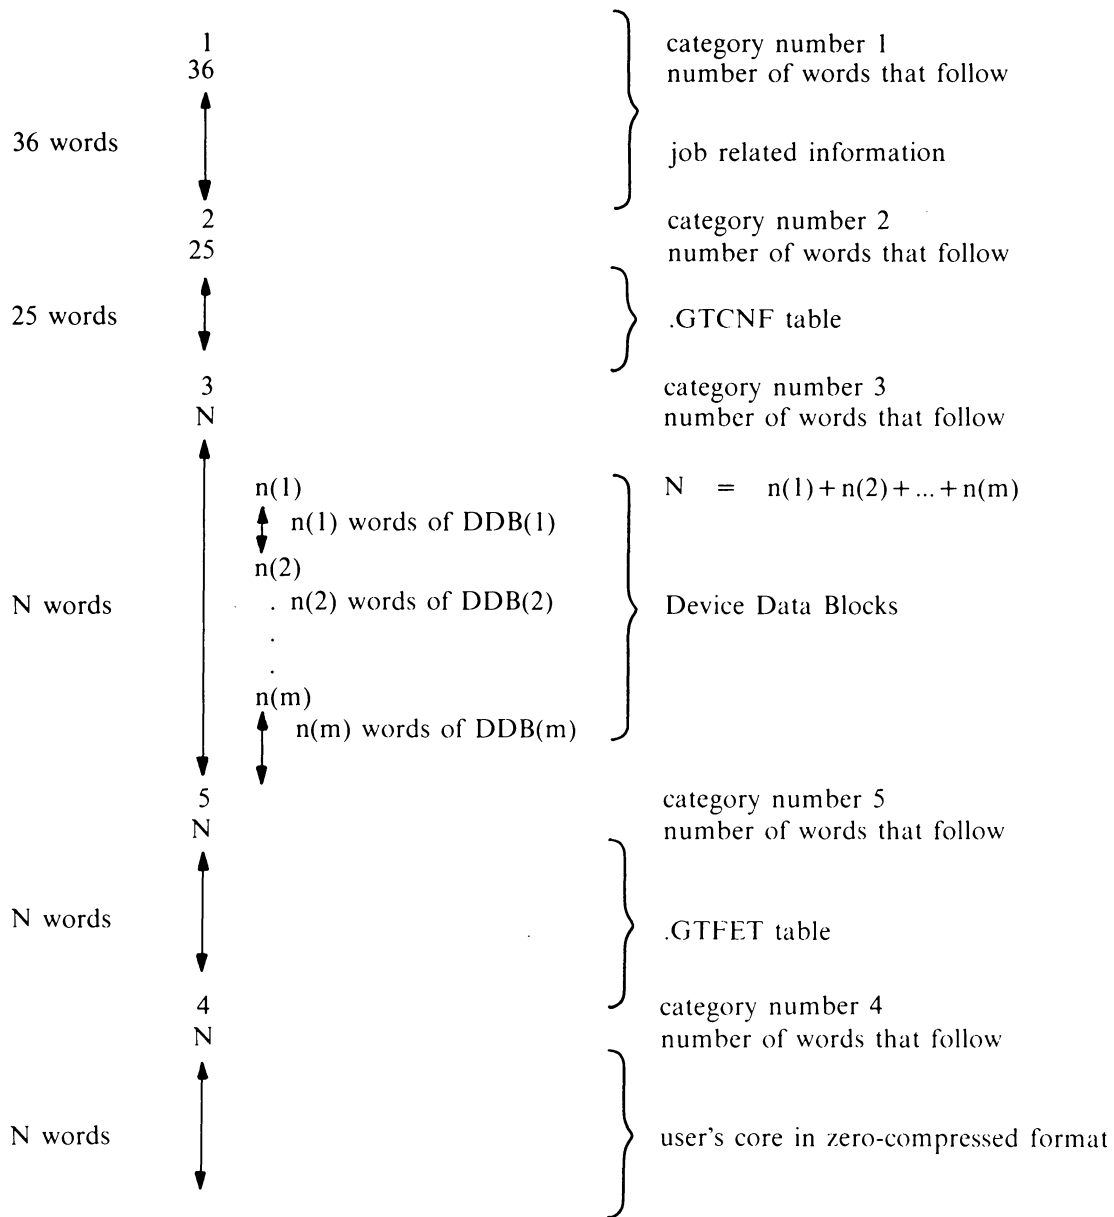 1 category number 1
36 number of words that follow
36 words job related information
2 category number 2
25 number of words that follow
25 words .GTCNF table
3 category number 3
N number of words that follow
n(1) N = n(1)+n(2)+...+n(m)
n(1) words of DDB(1)
n(2)
N words . n(2) words of DDB(2) Device Data Blocks
.
.
n(m)
n(m) words of DDB(m)
5 category number 5
N number of words that follow
N words .GTFET table
4 category number 4
N number of words that follow
N words user's core in zero-compressed format